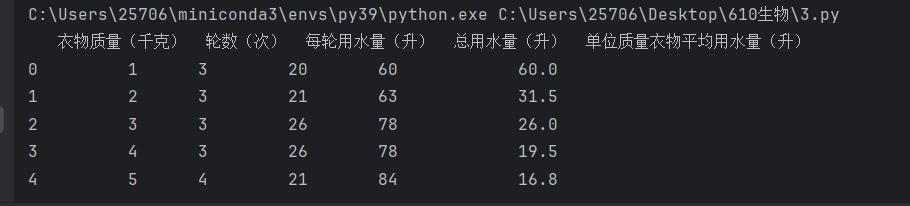 C:\Users\25706\miniconda3\envs\py39\python.exe C:\Users\25706\Desktop\610生物\3.py
衣物质量（千克） 轮数（次） 每轮用水量（升） 总用水量（升） 单位质量衣物平均用水量（升）
0 1 3 20 60 60.0
1 2 3 21 63 31.5
2 3 3 26 78 26.0
3 4 3 26 78 19.5
4 5 4 21 84 16.8